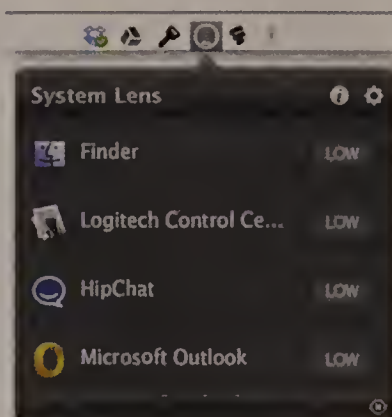 System Lens
Finder LOW
Logitech Control Ce... LOW
HipChat LOW
Microsoft Outlook LOW